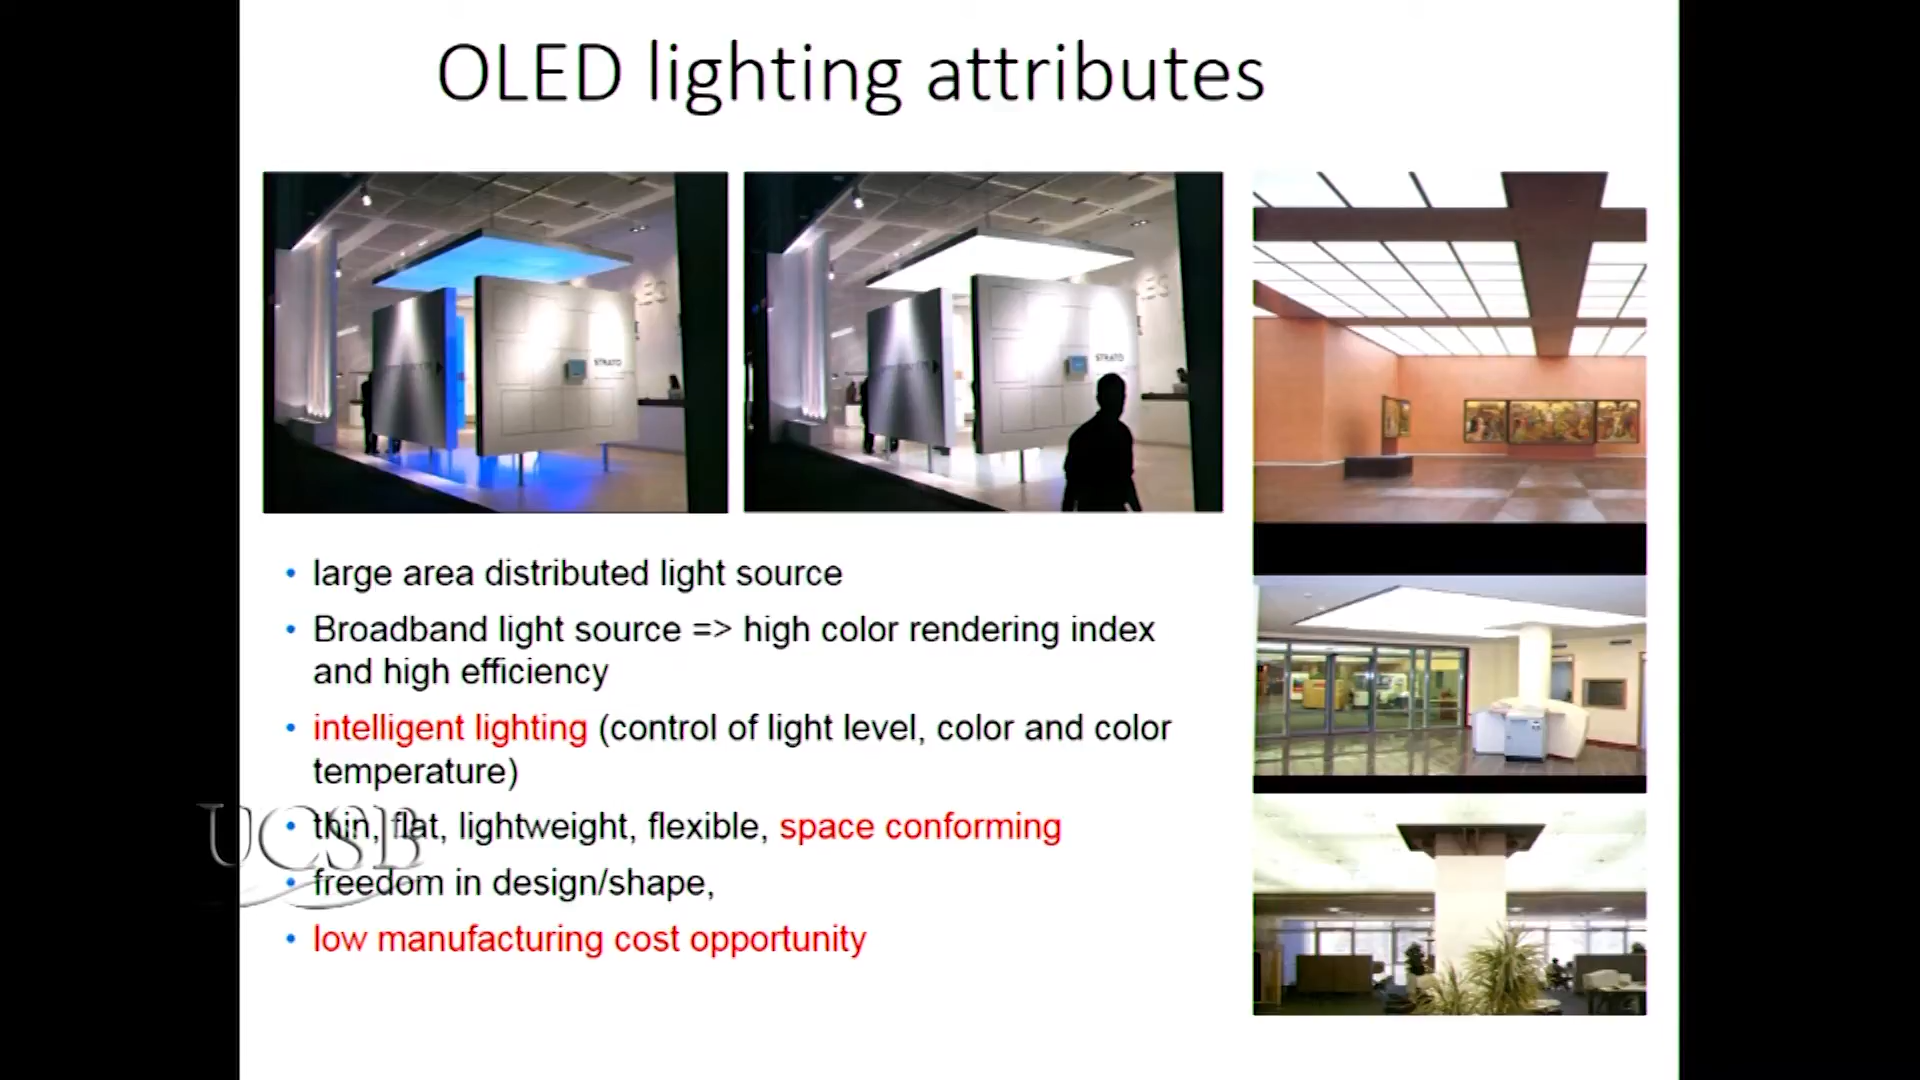 OLED lighting attributes
STRATO
STRATO
• large area distributed light source
• Broadband light source => high color rendering index
and high efficiency
• intelligent lighting (control of light level, color and color
temperature)
• thin, flat, lightweight, flexible, space conforming
• freedom in design/shape,
• low manufacturing cost opportunity
UCSB